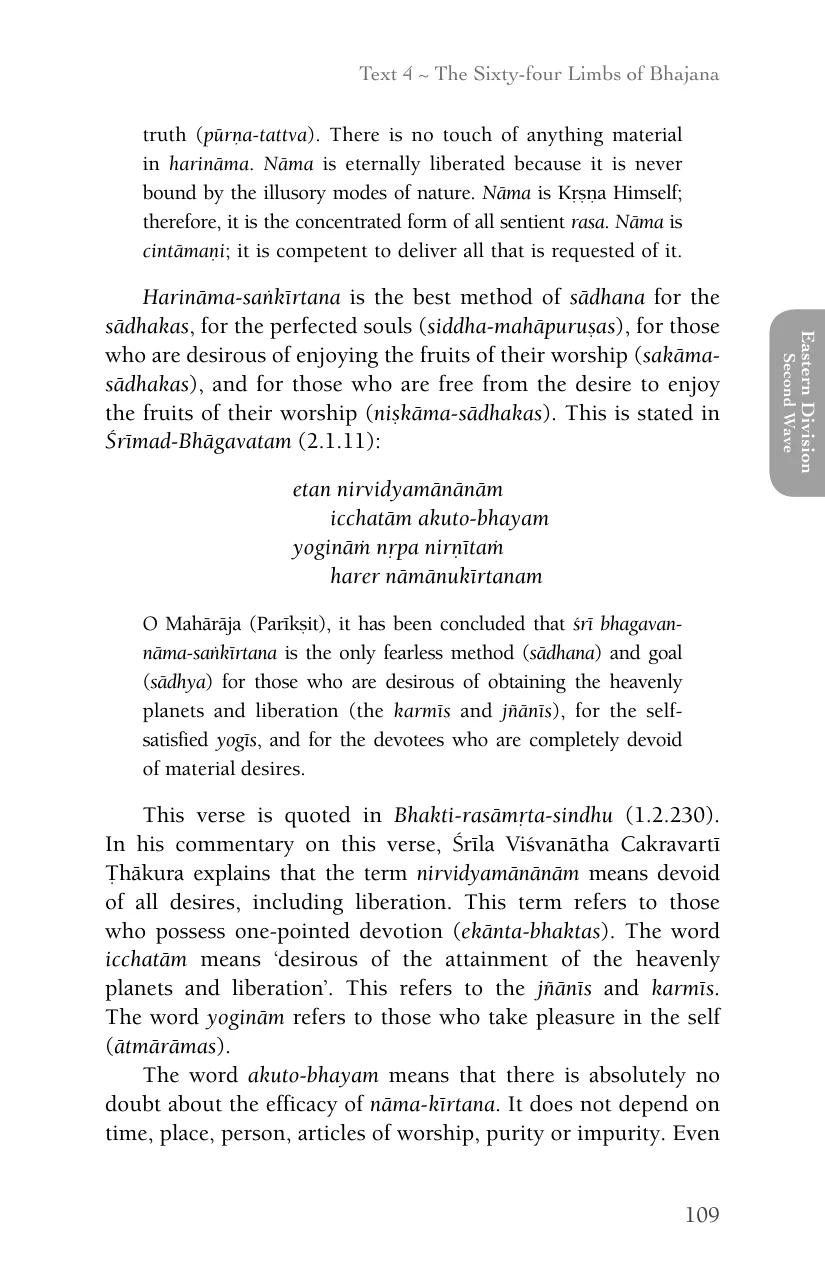 Text 4 ~ The Sixty-four Limbs of Bhajana
truth (pūrṇa-tattva). There is no touch of anything material
in harināma. Nāma is eternally liberated because it is never
bound by the illusory modes of nature. Nāma is Kṛṣṇa Himself;
therefore, it is the concentrated form of all sentient rasa. Nāma is
cintāmaṇi; it is competent to deliver all that is requested of it.
Harināma-saṅkīrtana is the best method of sādhana for the
sādhakas, for the perfected souls (siddha-mahāpuruṣas), for those
who are desirous of enjoying the fruits of their worship (sakāma-
sādhakas), and for those who are free from the desire to enjoy
the fruits of their worship (niṣkāma-sādhakas). This is stated in
Śrīmad-Bhāgavatam (2.1.11):
etan nirvidyamānānām
icchatām akuto-bhayam
yogināṁ nṛpa nirṇītaṁ
harer nāmānukīrtanam
O Mahārāja (Parīkṣit), it has been concluded that śrī bhagavan-
nāma-saṅkīrtana is the only fearless method (sādhana) and goal
(sādhya) for those who are desirous of obtaining the heavenly
planets and liberation (the karmīs and jñānīs), for the self-
satisfied yogīs, and for the devotees who are completely devoid
of material desires.
This verse is quoted in Bhakti-rasāmṛta-sindhu (1.2.230).
In his commentary on this verse, Śrīla Viśvanātha Cakravartī
Ṭhākura explains that the term nirvidyamānānām means devoid
of all desires, including liberation. This term refers to those
who possess one-pointed devotion (ekānta-bhaktas). The word
icchatām means ‘desirous of the attainment of the heavenly
planets and liberation’. This refers to the jñānīs and karmīs.
The word yoginām refers to those who take pleasure in the self
(ātmārāmas).
The word akuto-bhayam means that there is absolutely no
doubt about the efficacy of nāma-kīrtana. It does not depend on
time, place, person, articles of worship, purity or impurity. Even
Eastern Division
Second Wave
109